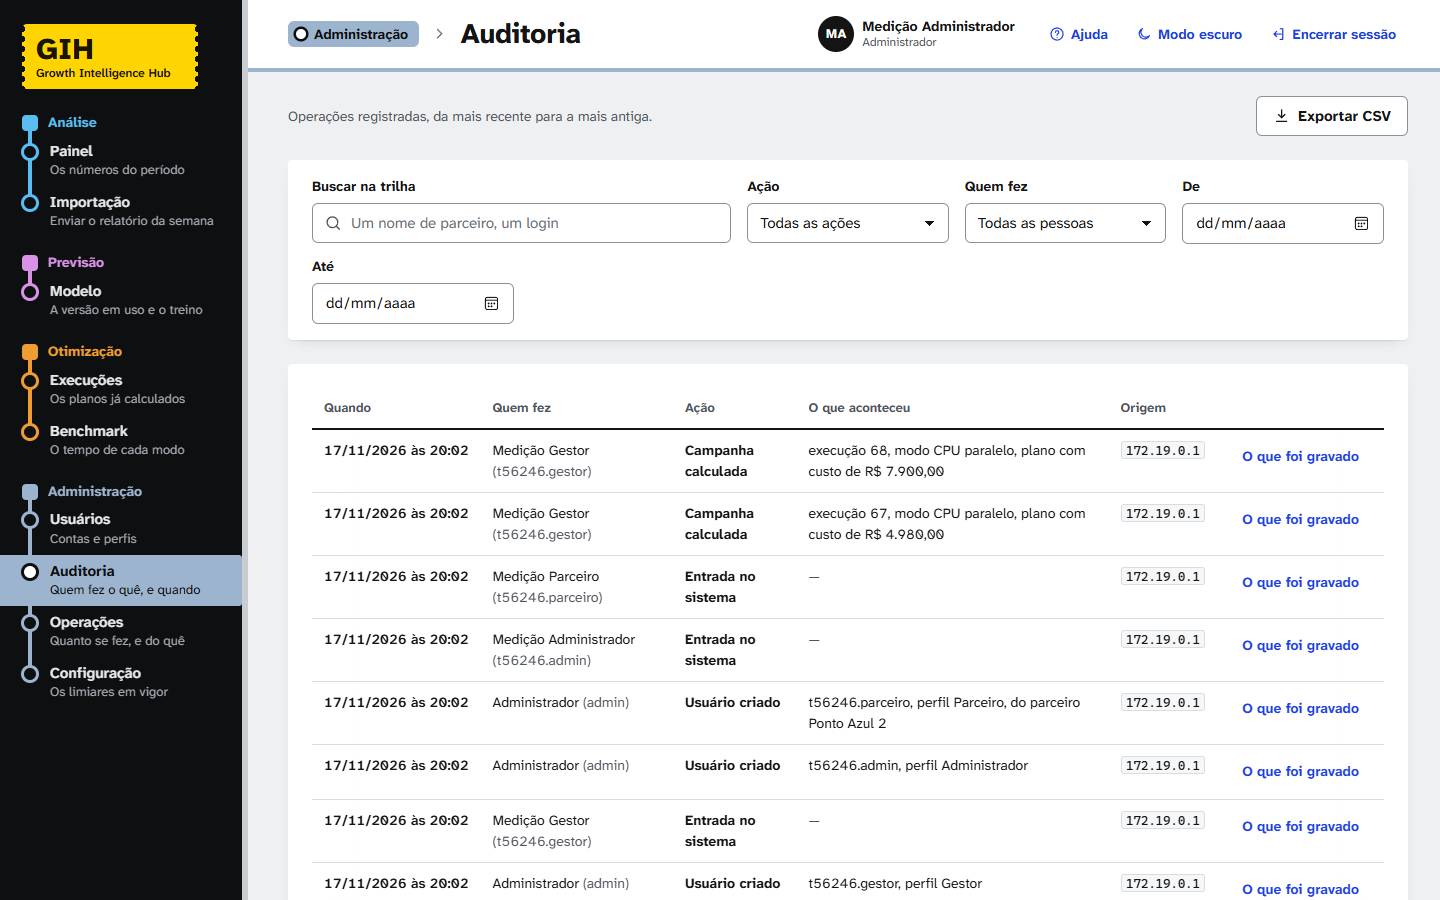 GIH
Growth Intelligence Hub
Análise
Painel
Os números do período
Importação
Enviar o relatório da semana
Previsão
Modelo
A versão em uso e o treino
Otimização
Execuções
Os planos já calculados
Benchmark
O tempo de cada modo
Administração
Usuários
Contas e perfis
Auditoria
Quem fez o quê, e quando
Operações
Quanto se fez, e do quê
Configuração
Os limiares em vigor
Administração > Auditoria
MA
Medição Administrador
Administrador
Ajuda
Modo escuro
Encerrar sessão
Operações registradas, da mais recente para a mais antiga.
Exportar CSV
Buscar na trilha
Um nome de parceiro, um login
Ação
Todas as ações
Quem fez
Todas as pessoas
De
dd/mm/aaaa
Até
dd/mm/aaaa
Quando Quem fez Ação O que aconteceu Origem
17/11/2026 às 20:02 Medição Gestor Campanha execução 68, modo CPU paralelo, plano com 172.19.0.1 O que foi gravado
(t56246.gestor) calculada custo de R$ 7.900,00
17/11/2026 às 20:02 Medição Gestor Campanha execução 67, modo CPU paralelo, plano com 172.19.0.1 O que foi gravado
(t56246.gestor) calculada custo de R$ 4.980,00
17/11/2026 às 20:02 Medição Parceiro Entrada no — 172.19.0.1 O que foi gravado
(t56246.parceiro) sistema
17/11/2026 às 20:02 Medição Administrador Entrada no — 172.19.0.1 O que foi gravado
(t56246.admin) sistema
17/11/2026 às 20:02 Administrador (admin) Usuário criado t56246.parceiro, perfil Parceiro, do parceiro 172.19.0.1 O que foi gravado
Ponto Azul 2
17/11/2026 às 20:02 Administrador (admin) Usuário criado t56246.admin, perfil Administrador 172.19.0.1 O que foi gravado
17/11/2026 às 20:02 Medição Gestor Entrada no — 172.19.0.1 O que foi gravado
(t56246.gestor) sistema
17/11/2026 às 20:02 Administrador (admin) Usuário criado t56246.gestor, perfil Gestor 172.19.0.1 O que foi gravado